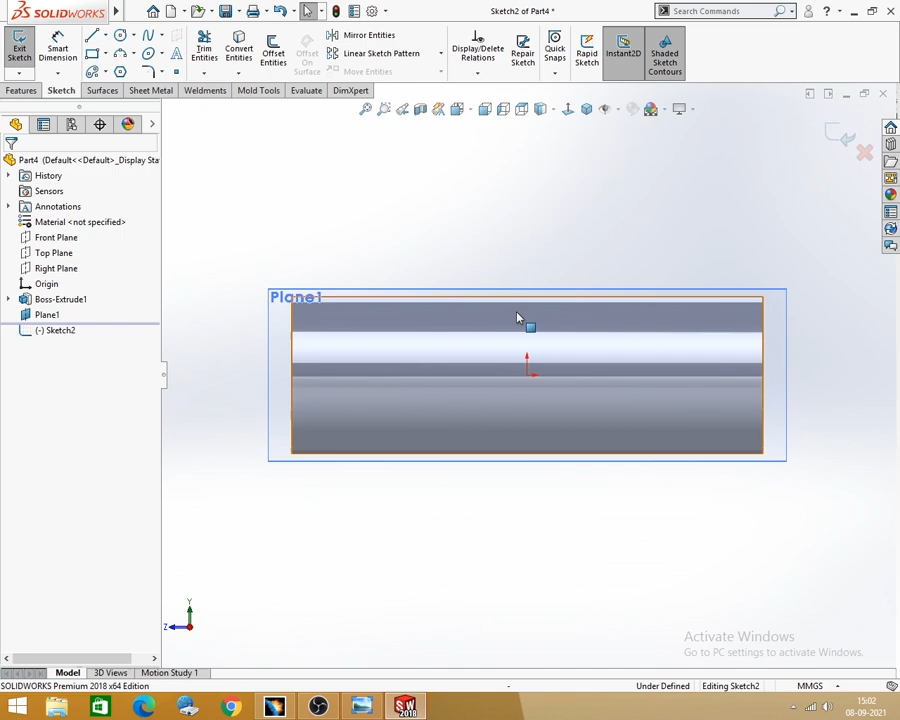 SOLIDWORKS
Sketch2 of Part4 *
Search Commands
Exit Sketch
Smart Dimension
Trim Entities
Convert Entities
Offset Entities
Offset On Surface
Mirror Entities
Linear Sketch Pattern
Move Entities
Display/Delete Relations
Repair Sketch
Quick Snaps
Rapid Sketch
Instant2D
Shaded Sketch Contours
Features
Sketch
Surfaces
Sheet Metal
Weldments
Mold Tools
Evaluate
DimXpert
Part4 (Default<<Default>_Display Sta
History
Sensors
Annotations
Material <not specified>
Front Plane
Top Plane
Right Plane
Origin
Boss-Extrude1
Plane1
(-) Sketch2
Plane1
Y
Z
Activate Windows
Go to PC settings to activate Windows.
Model
3D Views
Motion Study 1
SOLIDWORKS Premium 2018 x64 Edition
-
Under Defined
Editing Sketch2
MMGS
SW
2018
15:02
08-09-2021